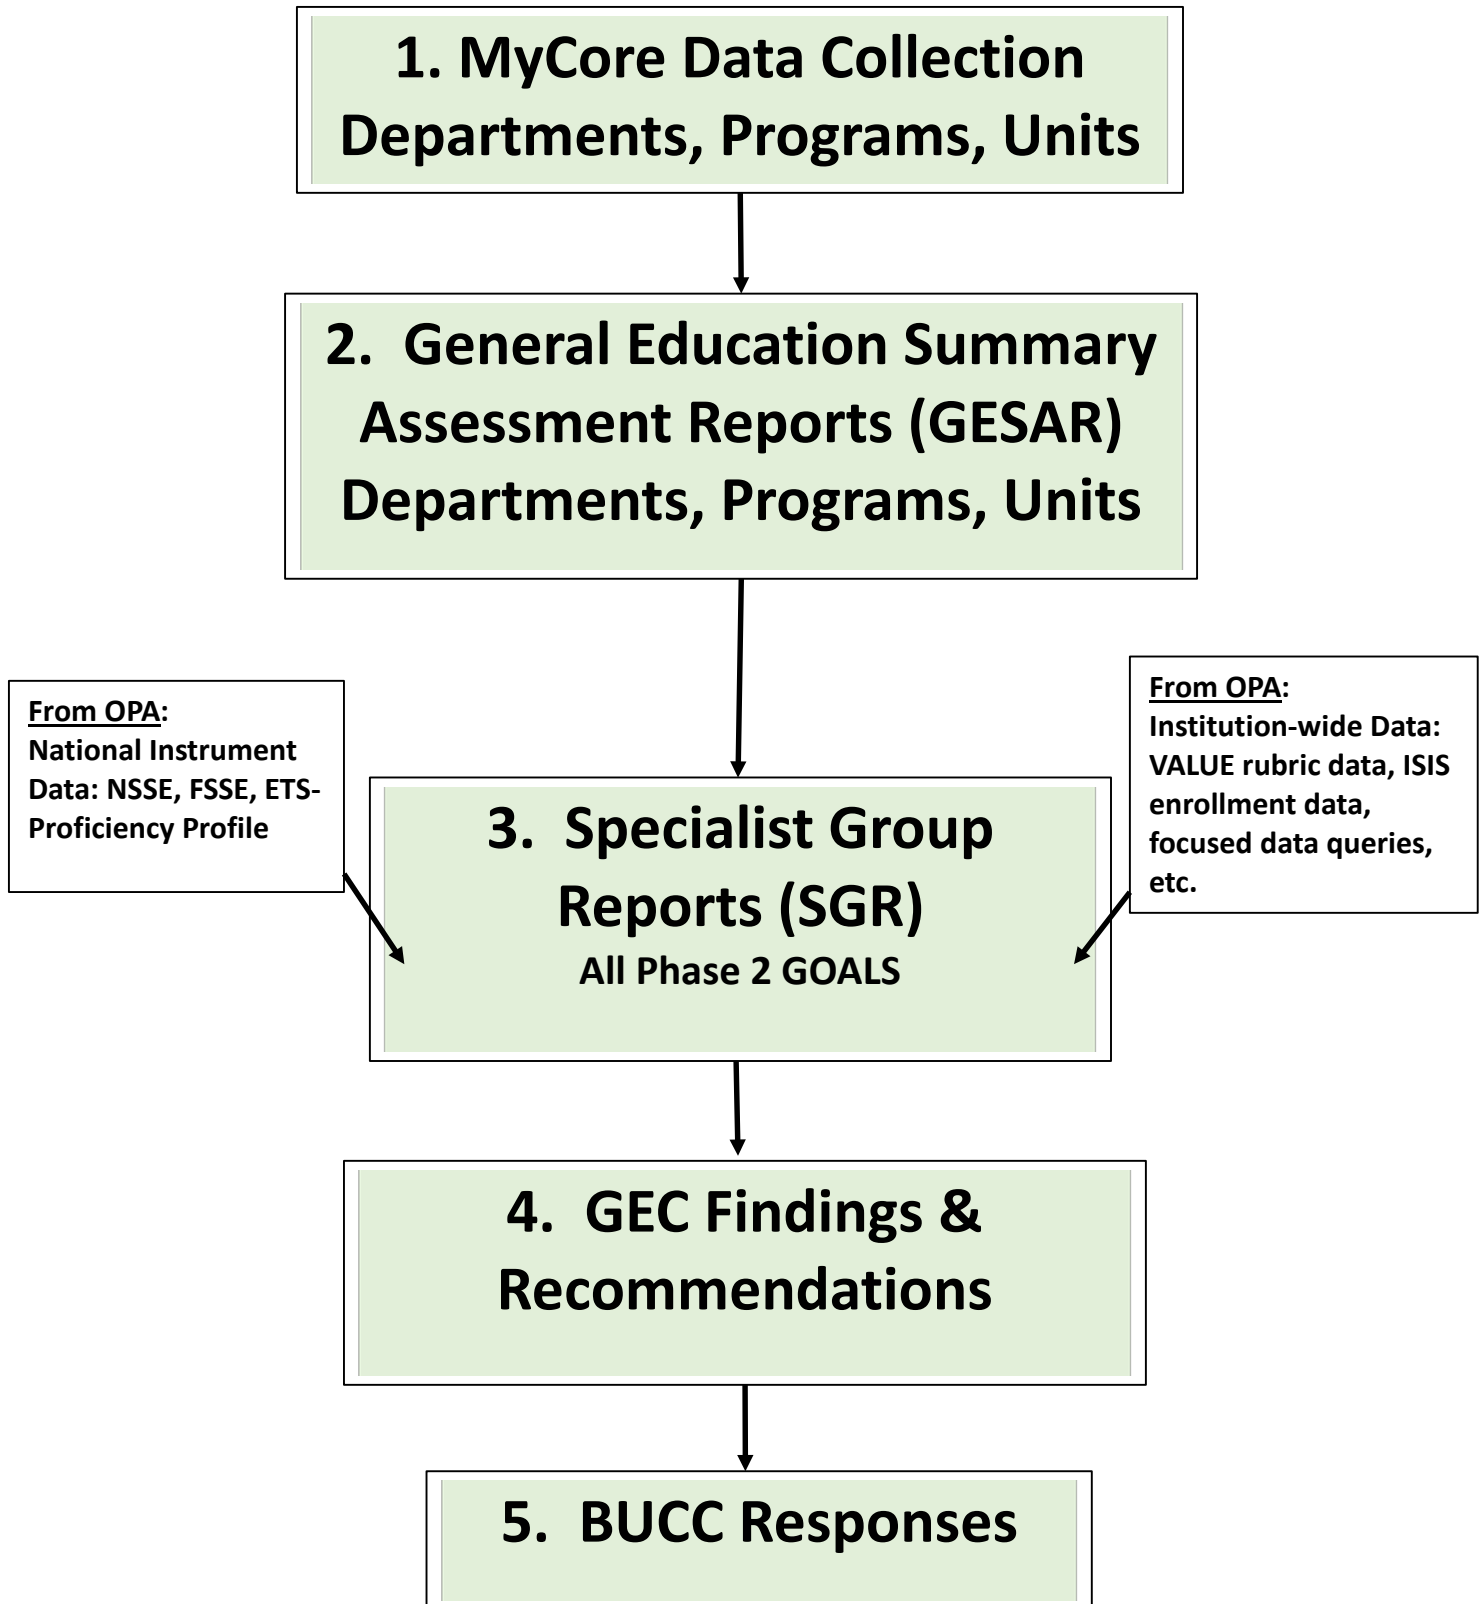 1. MyCore Data Collection
Departments, Programs, Units
2. General Education Summary
Assessment Reports (GESAR)
Departments, Programs, Units
From OPA:
National Instrument
Data: NSSE, FSSE, ETS-
Proficiency Profile
From OPA:
Institution-wide Data:
VALUE rubric data, ISIS
enrollment data,
focused data queries,
etc.
3. Specialist Group
Reports (SGR)
All Phase 2 GOALS
4. GEC Findings &
Recommendations
5. BUCC Responses